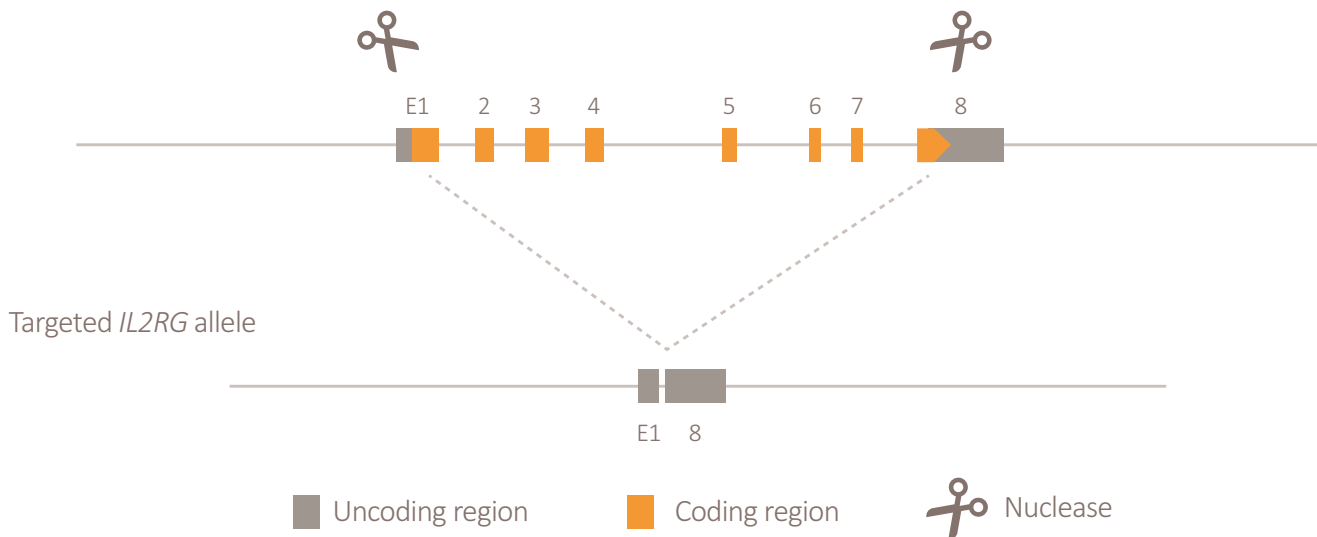 E1 2 3 4 5 6 7 8
Targeted IL2RG allele
E1 8
Uncoding region Coding region Nuclease